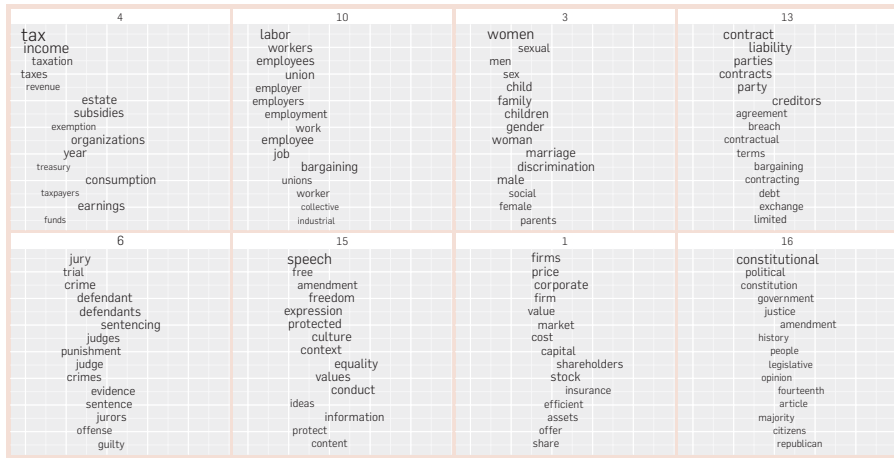 4
tax
income
taxation
taxes
revenue
estate
subsidies
exemption
organizations
year
treasury
consumption
taxpayers
earnings
funds
10
labor
workers
employees
union
employer
employers
employment
work
employee
job
bargaining
unions
worker
collective
industrial
3
women
sexual
men
sex
child
family
children
gender
woman
marriage
discrimination
male
social
female
parents
13
contract
liability
parties
contracts
party
creditors
agreement
breach
contractual
terms
bargaining
contracting
debt
exchange
limited
6
jury
trial
crime
defendant
defendants
sentencing
judges
punishment
judge
crimes
evidence
sentence
jurors
offense
guilty
15
speech
free
amendment
freedom
expression
protected
culture
context
equality
values
conduct
ideas
information
protect
content
1
firms
price
corporate
firm
value
market
cost
capital
shareholders
stock
insurance
efficient
assets
offer
share
16
constitutional
political
constitution
government
justice
amendment
history
people
legislative
opinion
fourteenth
article
majority
citizens
republican